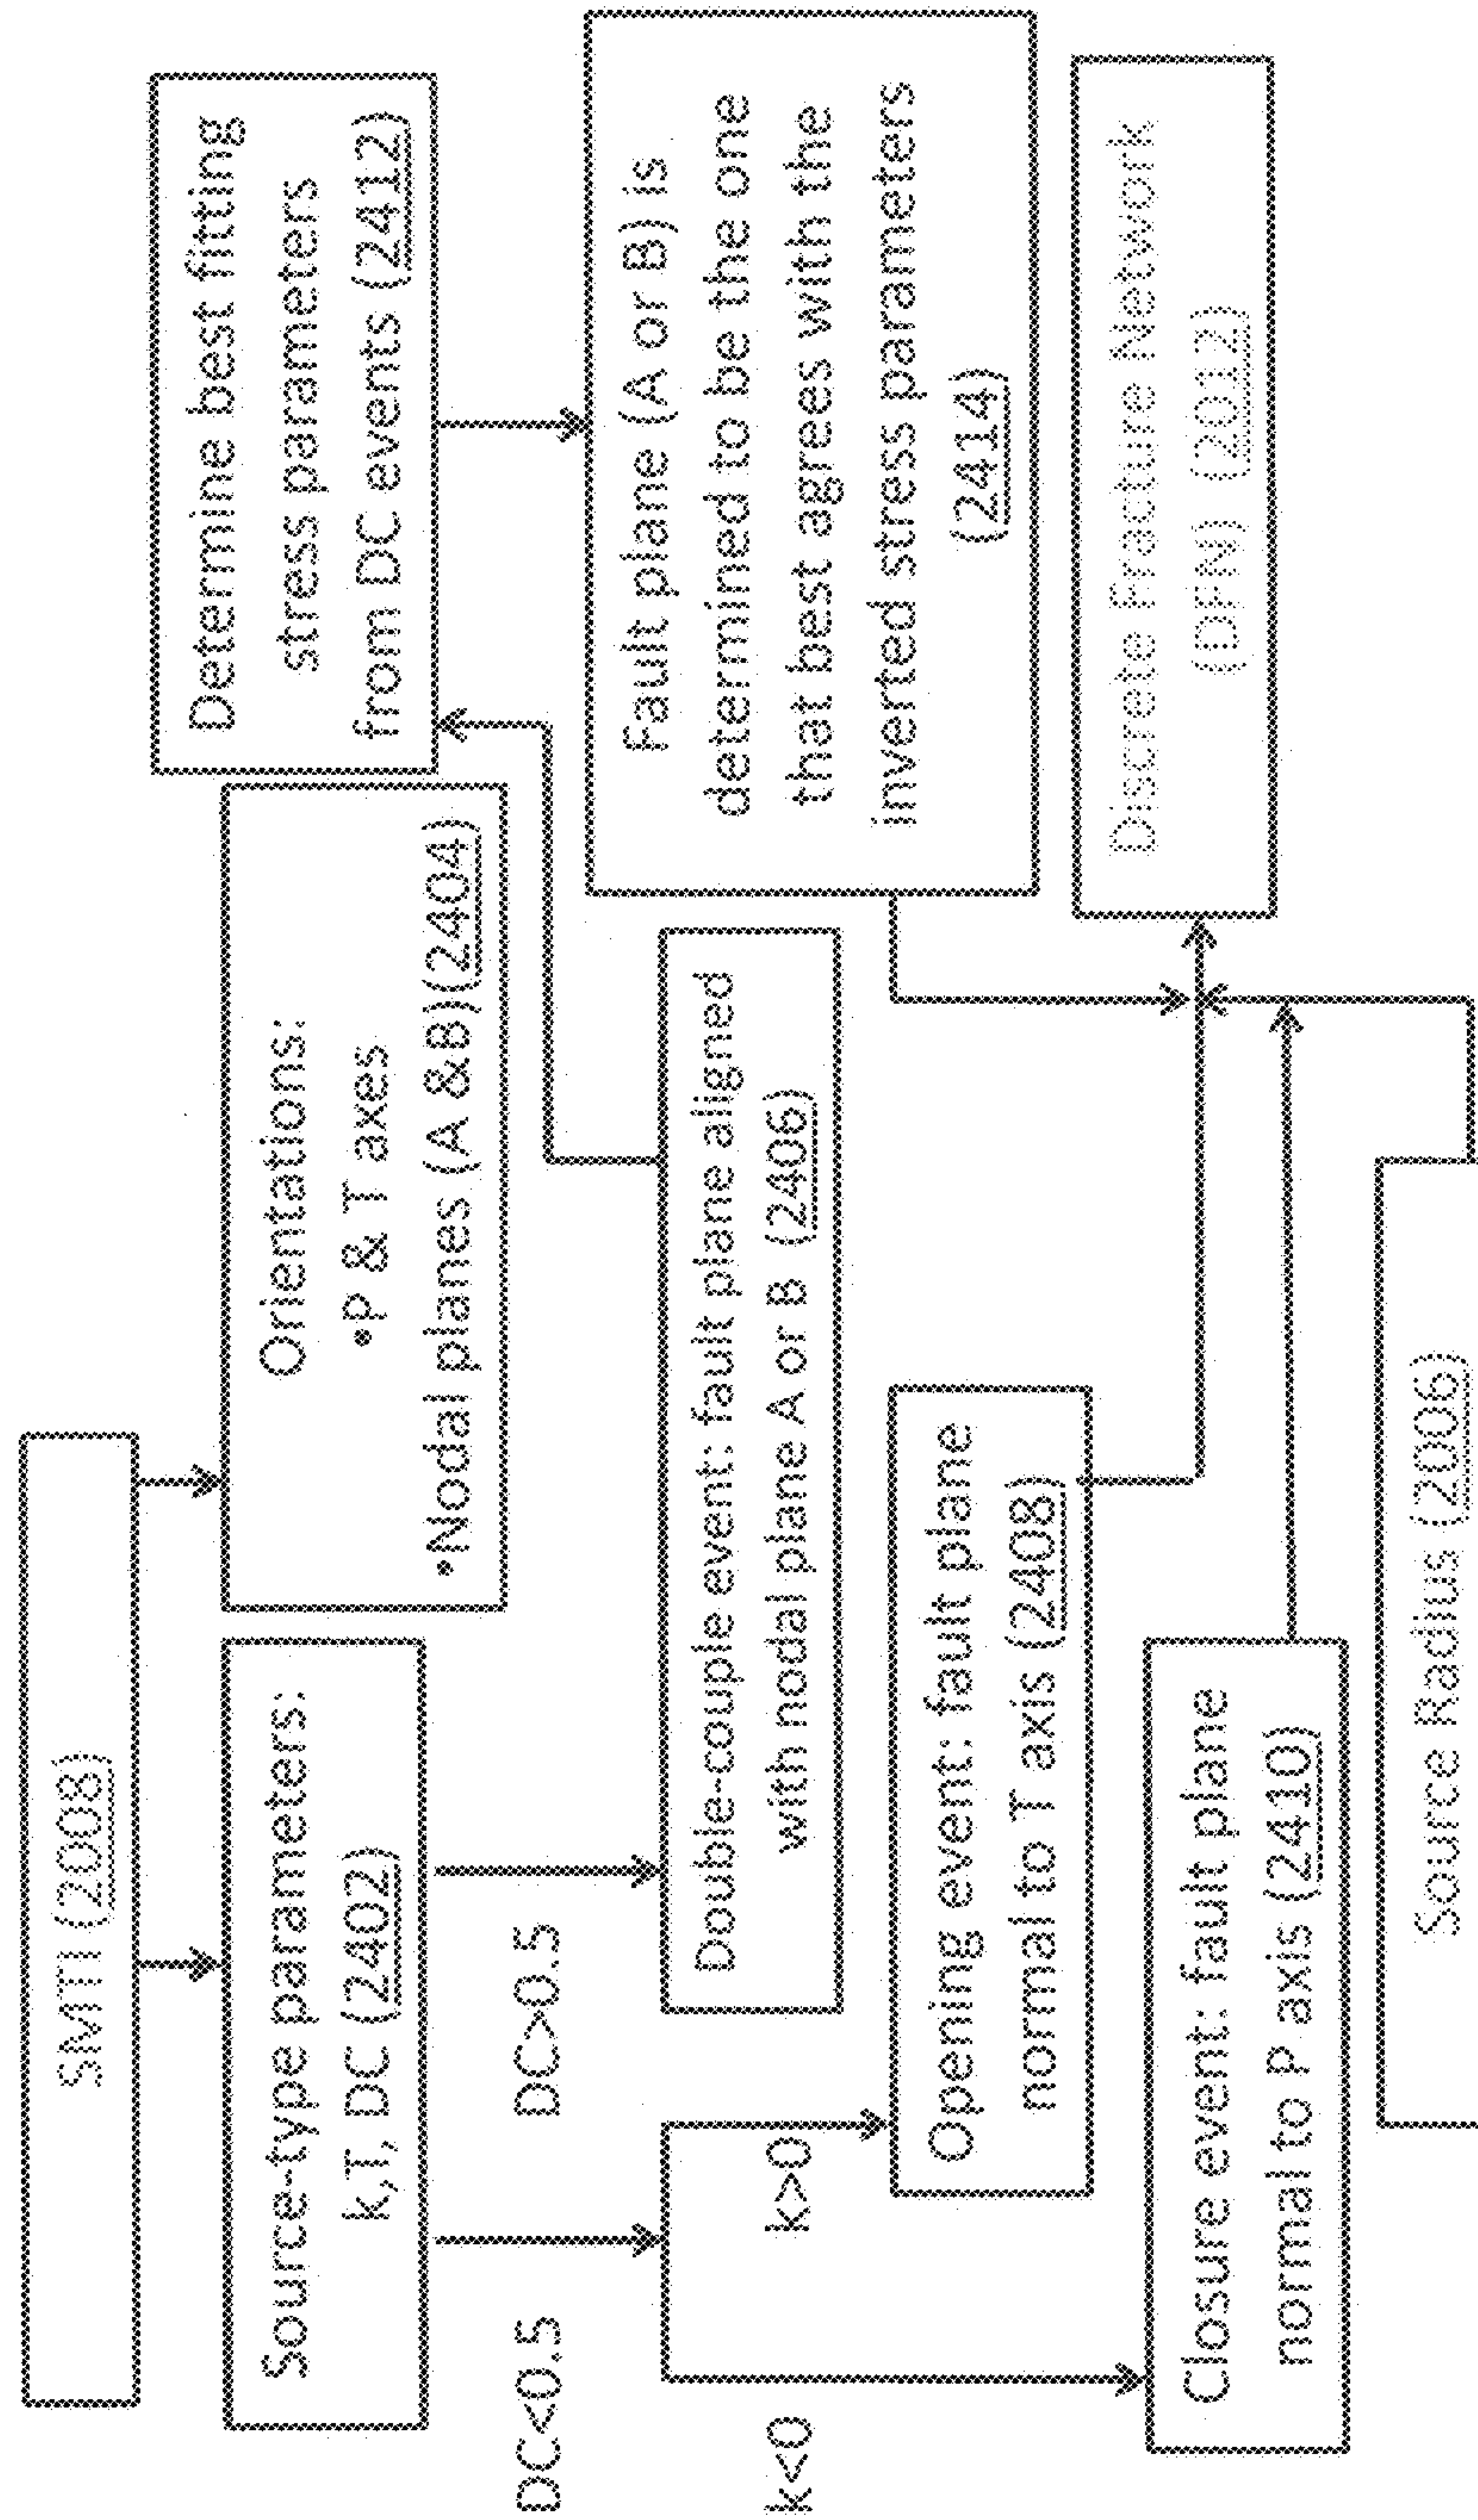 SMTI (2008)
Source-type parameters:
k,T, DC (2402)
Orientations:
•P & T axes
•Nodal planes (A &B)(2404)
Determine best fitting
stress parameters
from DC events (2412)
DC<0.5
DC>0.5
Double-couple event: fault plane aligned
with nodal plane A or B (2406)
Fault plane (A or B) is
determined to be the one
that best agrees with the
inverted stress parameters
(2414)
k<0
k>0
Opening event: fault plane
normal to T axis (2408)
Closure event: fault plane
normal to P axis (2410)
Discrete Fracture Network
(DFN) (2012)
Source Radius (2006)